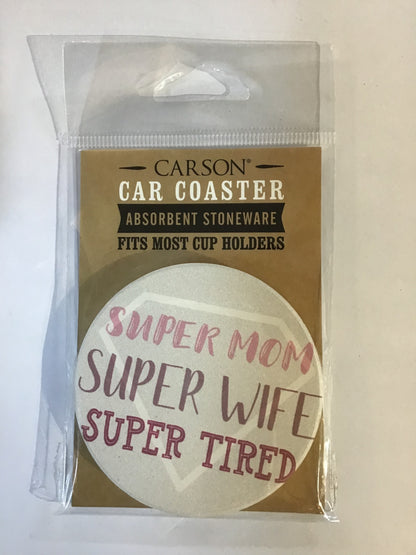 CARSON®
CAR COASTER
ABSORBENT STONEWARE
FITS MOST CUP HOLDERS
SUPER MOM
SUPER WIFE
SUPER TIRED